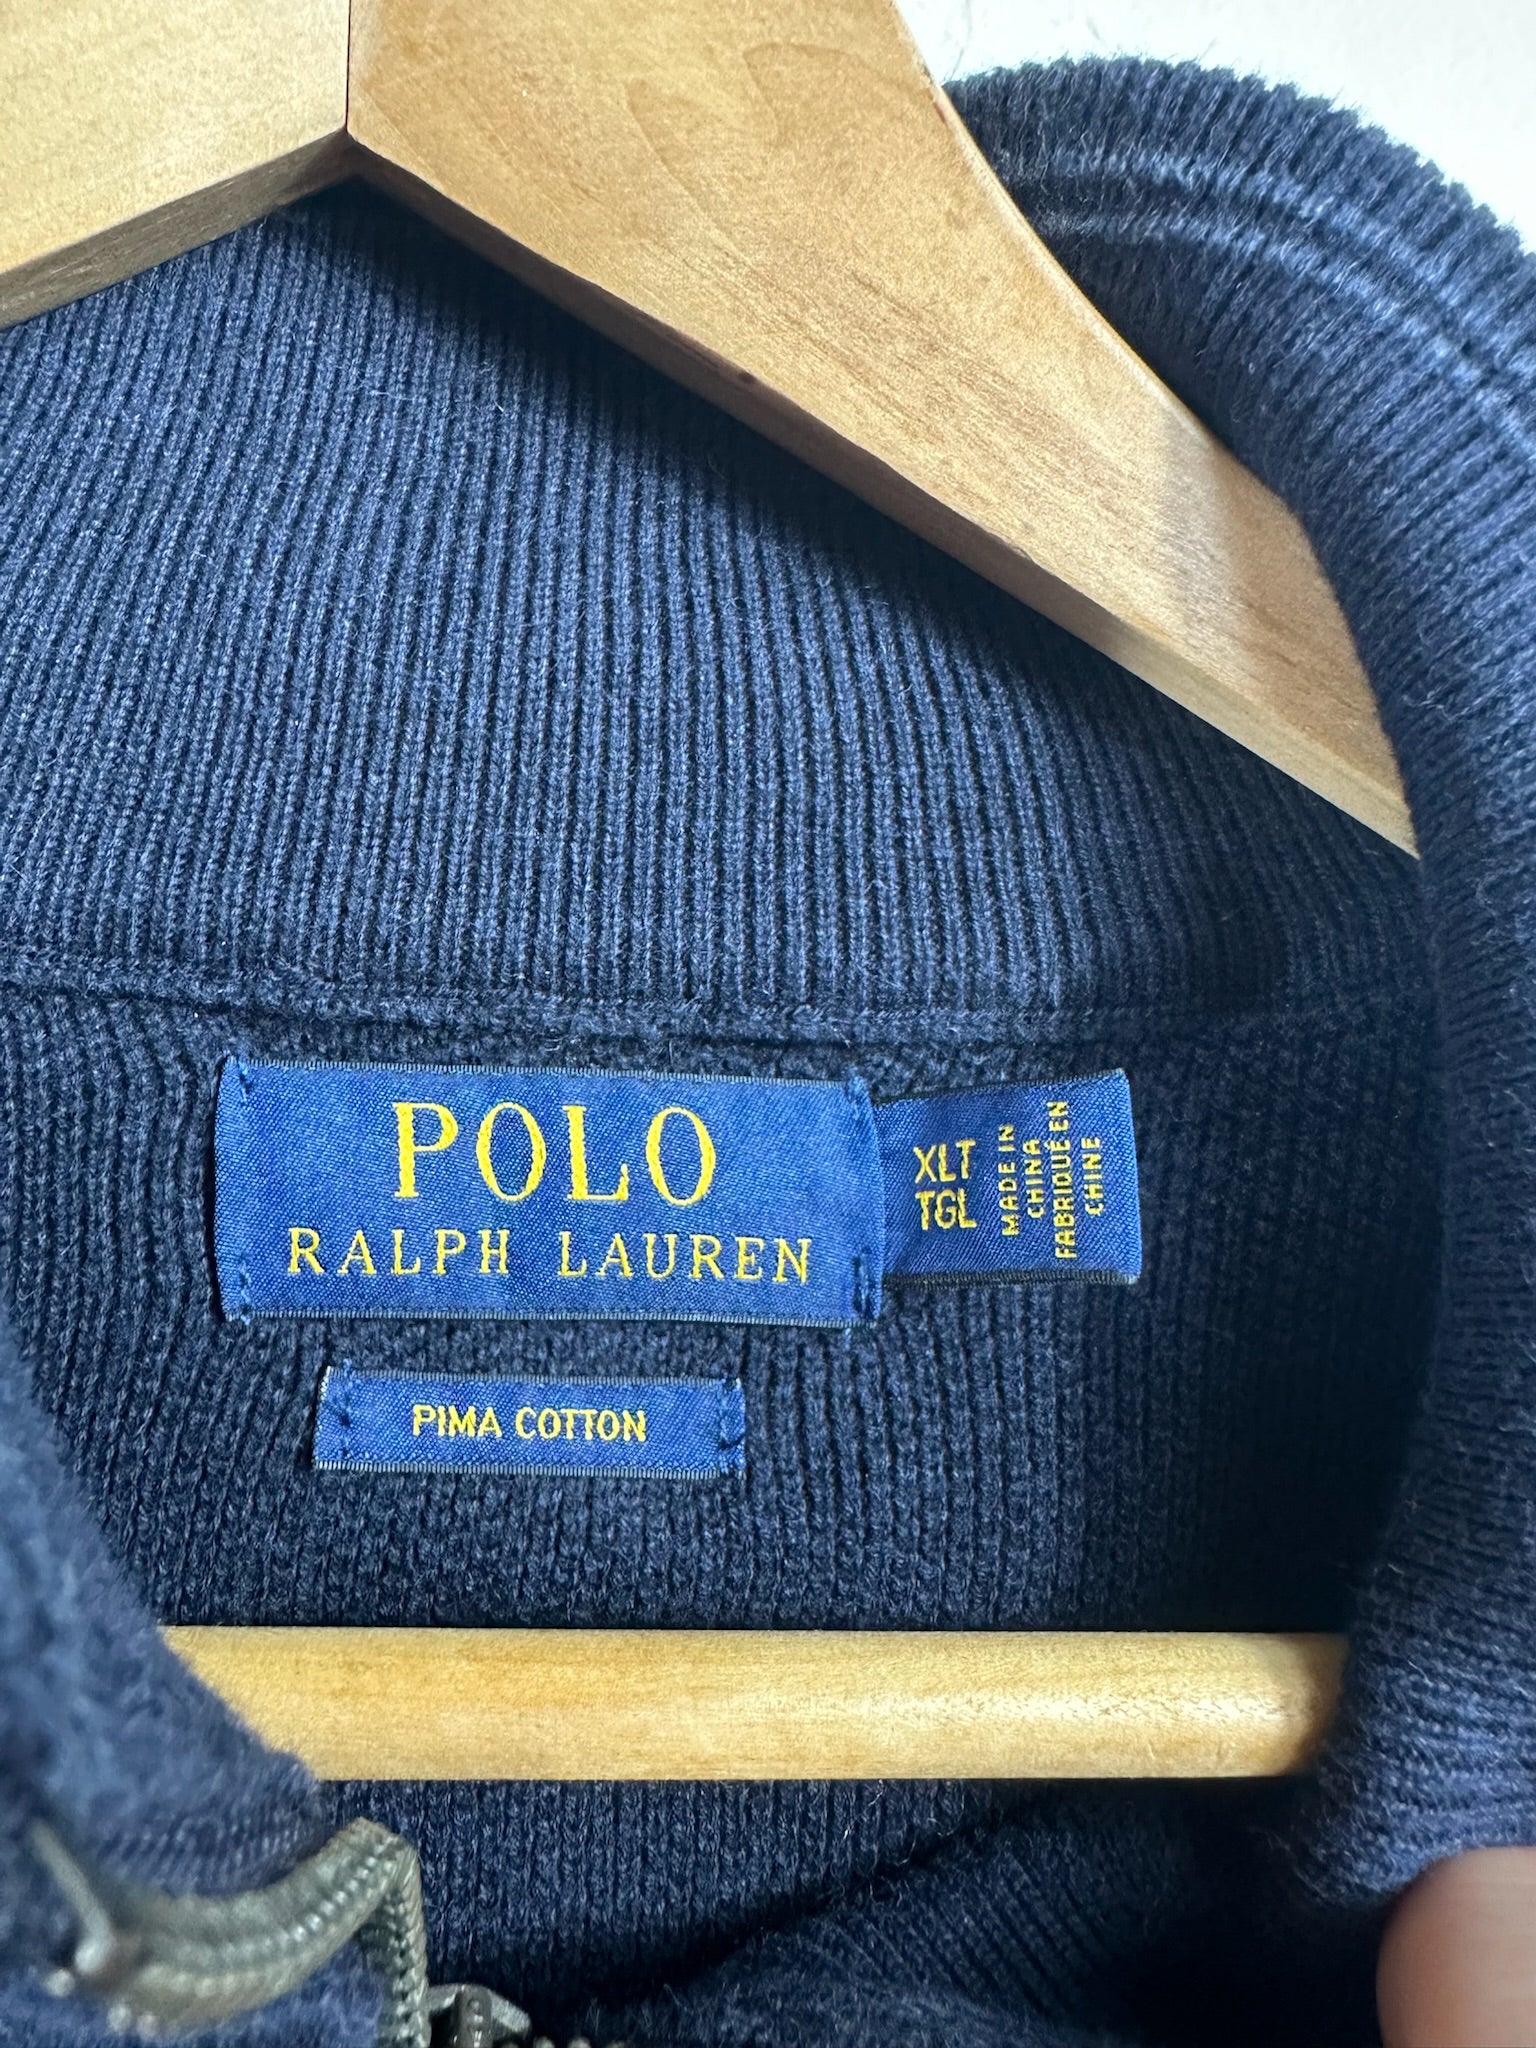 POLO
RALPH LAUREN
XLT
TGL
MADE IN
CHINA
FABRIQUÉ EN
CHINE
PIMA COTTON